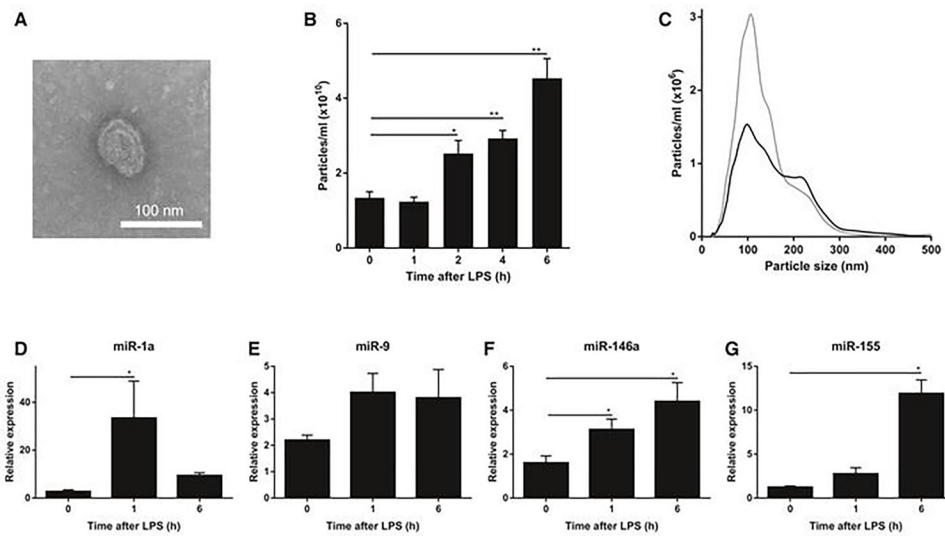 A
100 nm
B
Particles/ml (x10¹⁰)
6
4
2
0
**
**
*
0 1 2 4 6
Time after LPS (h)
C
Particles/ml (x10⁶)
3
2
1
0
0 100 200 300 400 500
Particle size (nm)
D
miR-1a
Relative expression
40
20
0
*
0 1 6
Time after LPS (h)
E
miR-9
Relative expression
5
4
3
2
1
0
0 1 6
Time after LPS (h)
F
miR-146a
Relative expression
6
4
2
0
*
*
0 1 6
Time after LPS (h)
G
miR-155
Relative expression
15
10
5
0
*
0 1 6
Time after LPS (h)